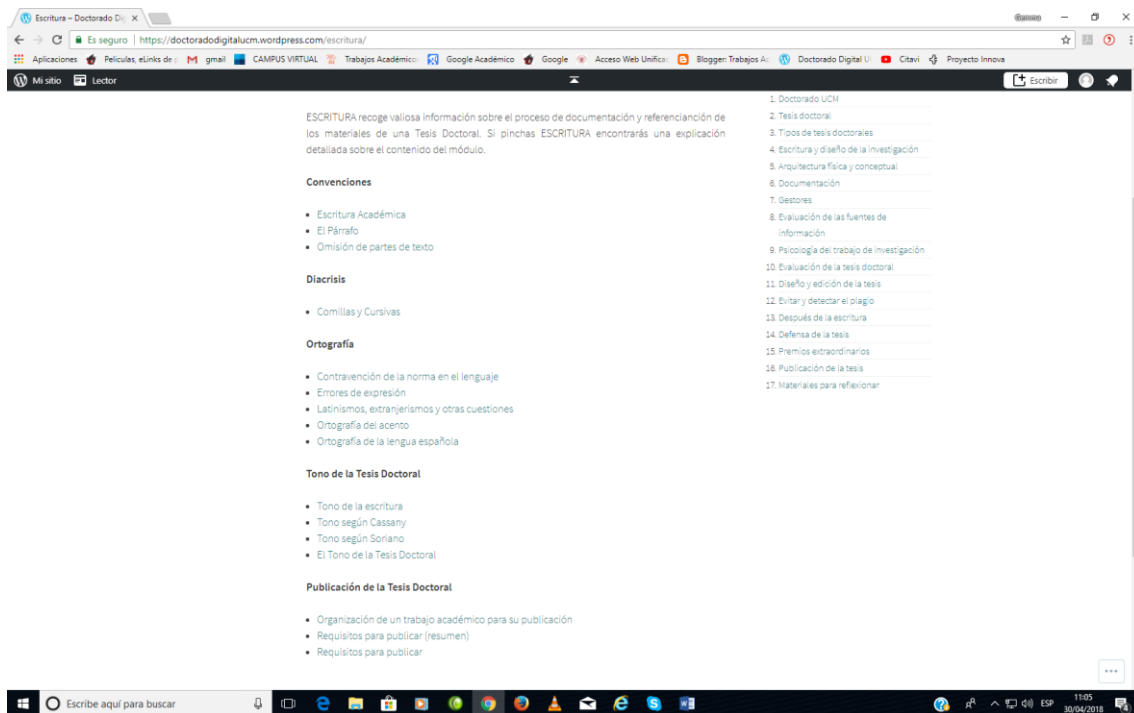 Escritura – Doctorado Di
Es seguro | https://doctoradodigitalucm.wordpress.com/escritura/
Aplicaciones Peliculas, eLinks de gmail CAMPUS VIRTUAL Trabajos Académico Google Académico Google Acceso Web Unifica Blogger: Trabajos Ac Doctorado Digital U Citavi Proyecto Innova
Mi sitio Lector Escribir
ESCRITURA recoge valiosa información sobre el proceso de documentación y referenciación de
los materiales de una Tesis Doctoral. Si pinchas ESCRITURA encontrarás una explicación
detallada sobre el contenido del módulo.
Convenciones
Escritura Académica
El Párrafo
Omisión de partes de texto
Diacrisis
Comillas y Cursivas
Ortografía
Contravención de la norma en el lenguaje
Errores de expresión
Latinismos, extranjerismos y otras cuestiones
Ortografía del acento
Ortografía de la lengua española
Tono de la Tesis Doctoral
Tono de la escritura
Tono según Cassany
Tono según Soriano
El Tono de la Tesis Doctoral
Publicación de la Tesis Doctoral
Organización de un trabajo académico para su publicación
Requisitos para publicar (resumen)
Requisitos para publicar
1. Doctorado UCM
2. Tesis doctoral
3. Tipos de tesis doctorales
4. Escritura y diseño de la investigación
5. Arquitectura física y conceptual
6. Documentación
7. Gestores
8. Evaluación de las fuentes de
información
9. Psicología del trabajo de investigación
10. Evaluación de la tesis doctoral
11. Diseño y edición de la tesis
12. Evitar y detectar el plagio
13. Después de la escritura
14. Defensa de la tesis
15. Premios extraordinarios
16. Publicación de la tesis
17. Materiales para reflexionar
Escribe aquí para buscar
ESP
11:05
30/04/2018